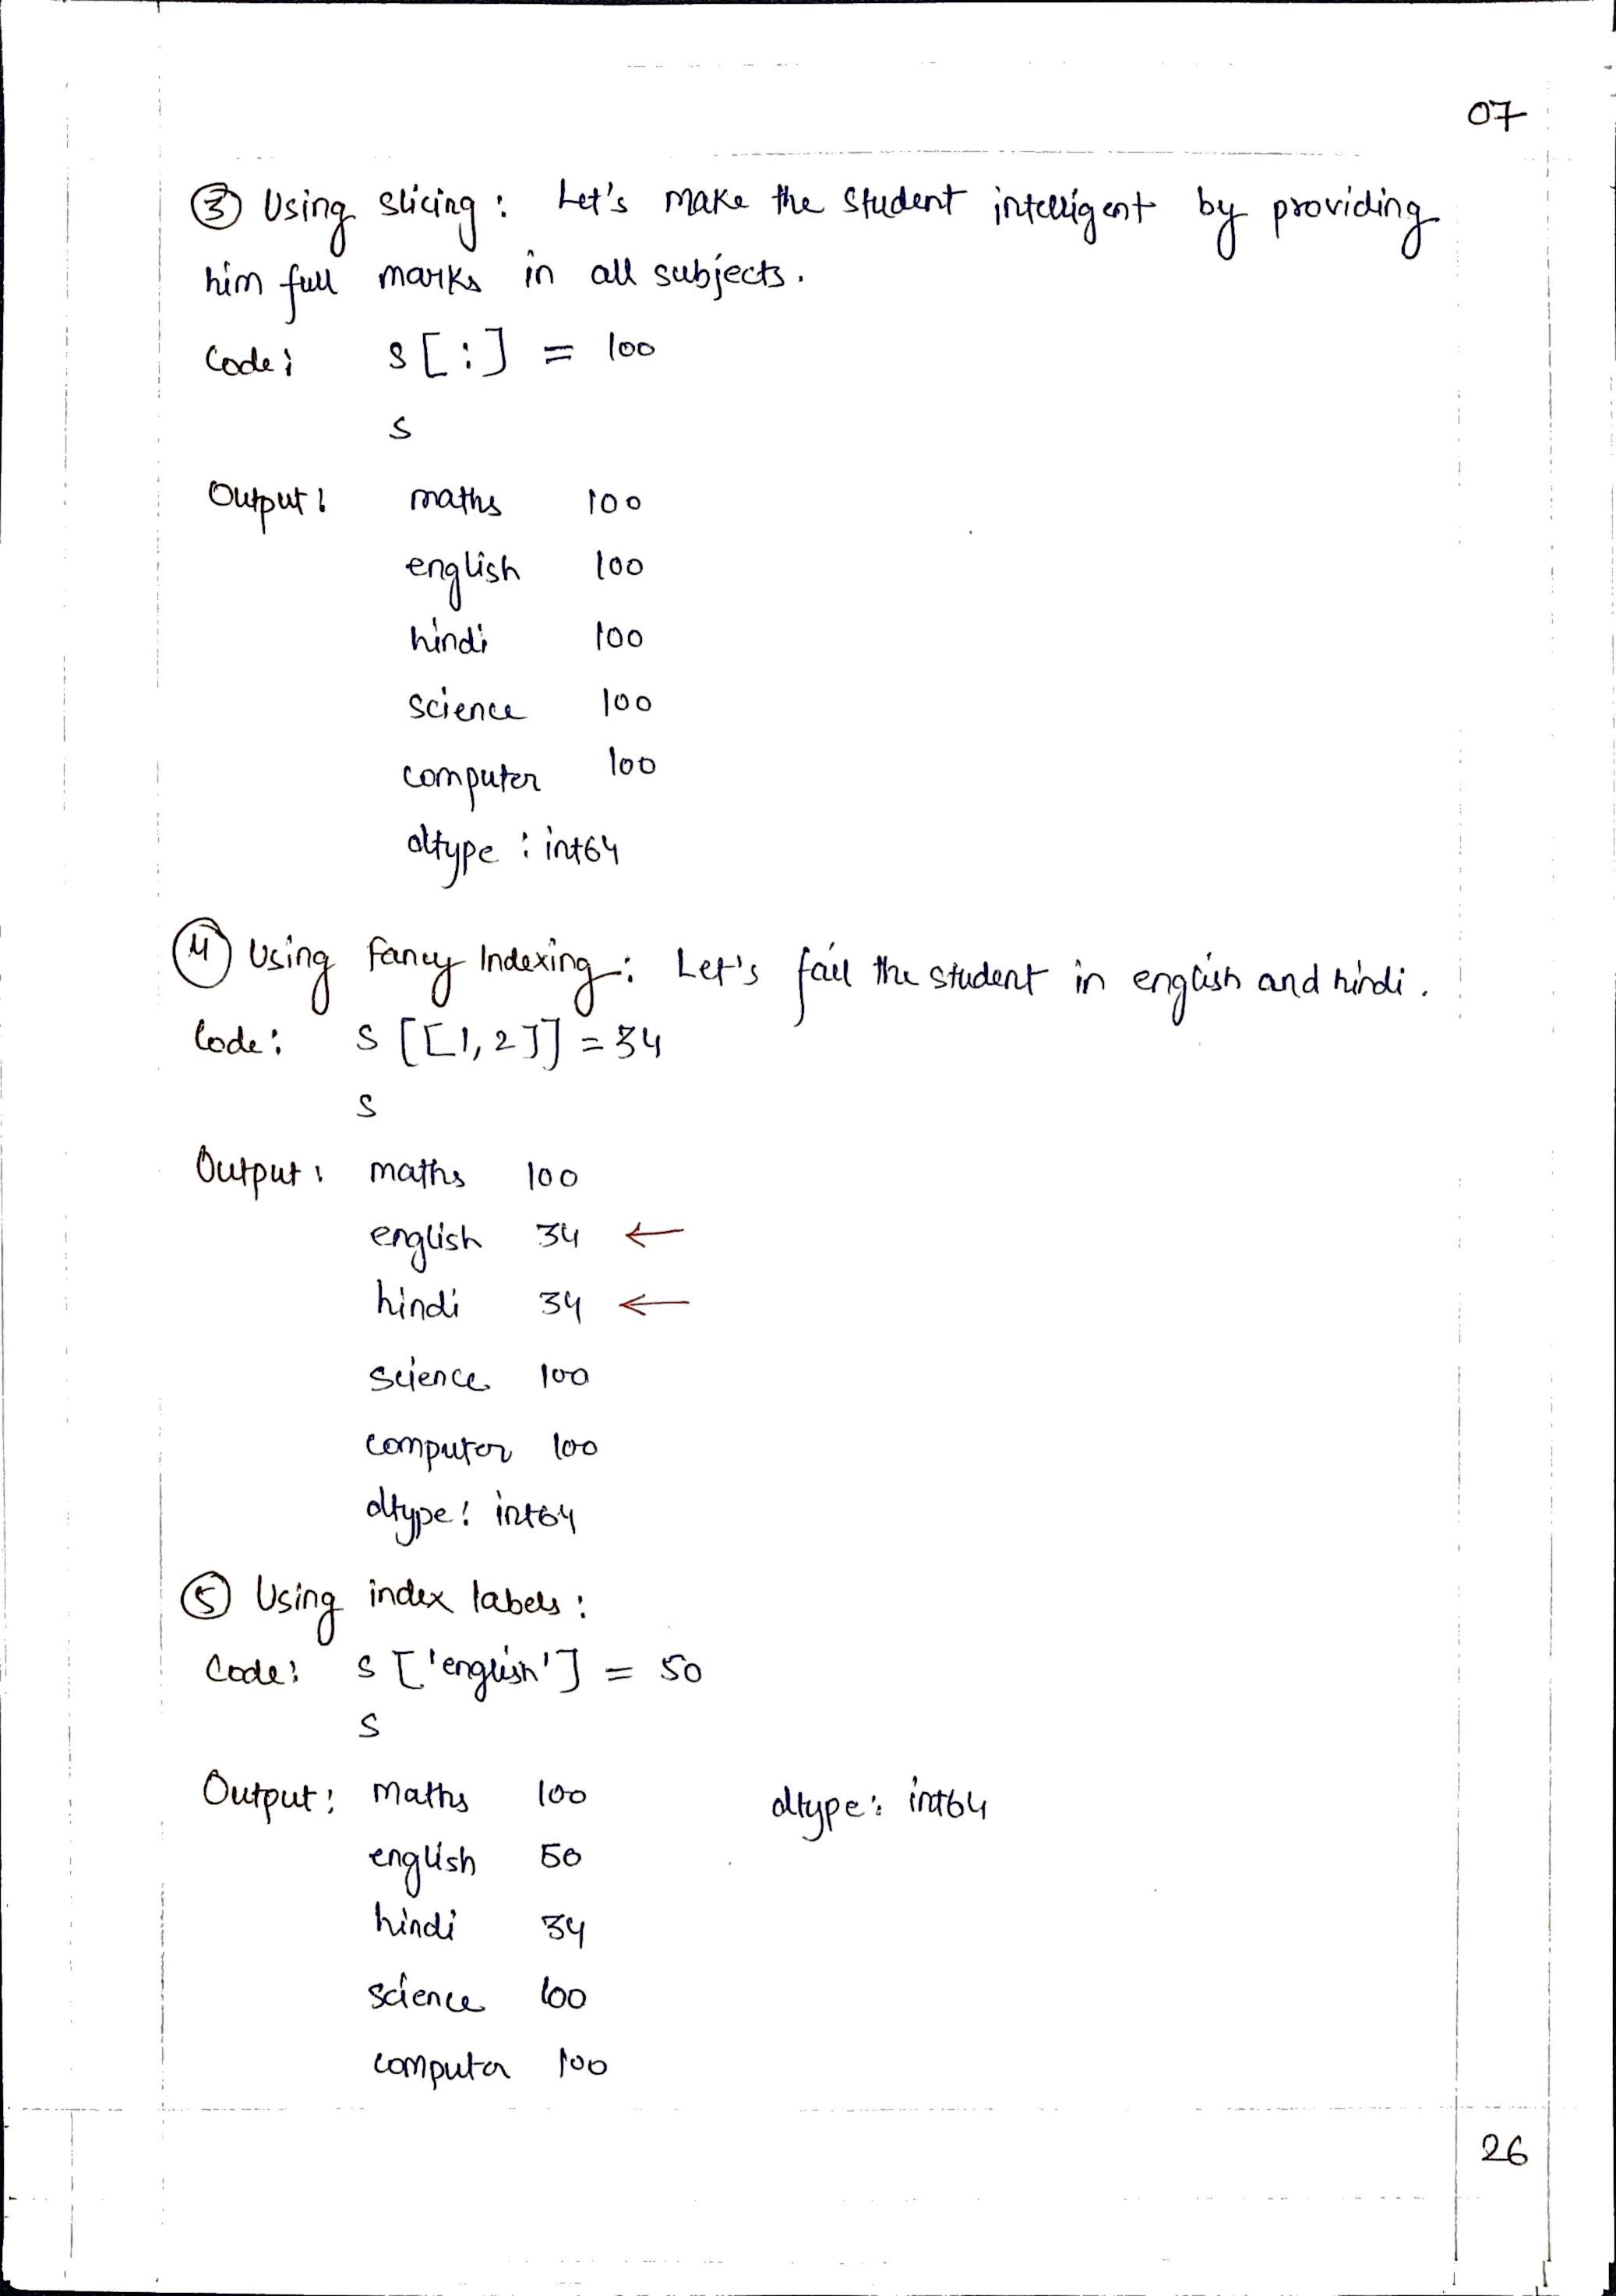 07
③ Using slicing: Let's make the student intelligent by providing
him full marks in all subjects.
Code: s[:] = 100
s
Output: maths 100
english 100
hindi 100
science 100
computer 100
dtype: int64
④ Using Fancy Indexing: Let's fail the student in english and hindi.
Code: s[[1,2]] = 34
s
Output: maths 100
english 34 ←
hindi 34 ←
science 100
computer 100
dtype: int64
⑤ Using index labels:
Code: s['english'] = 50
s
Output: maths 100 dtype: int64
english 50
hindi 34
science 100
computer 100
26